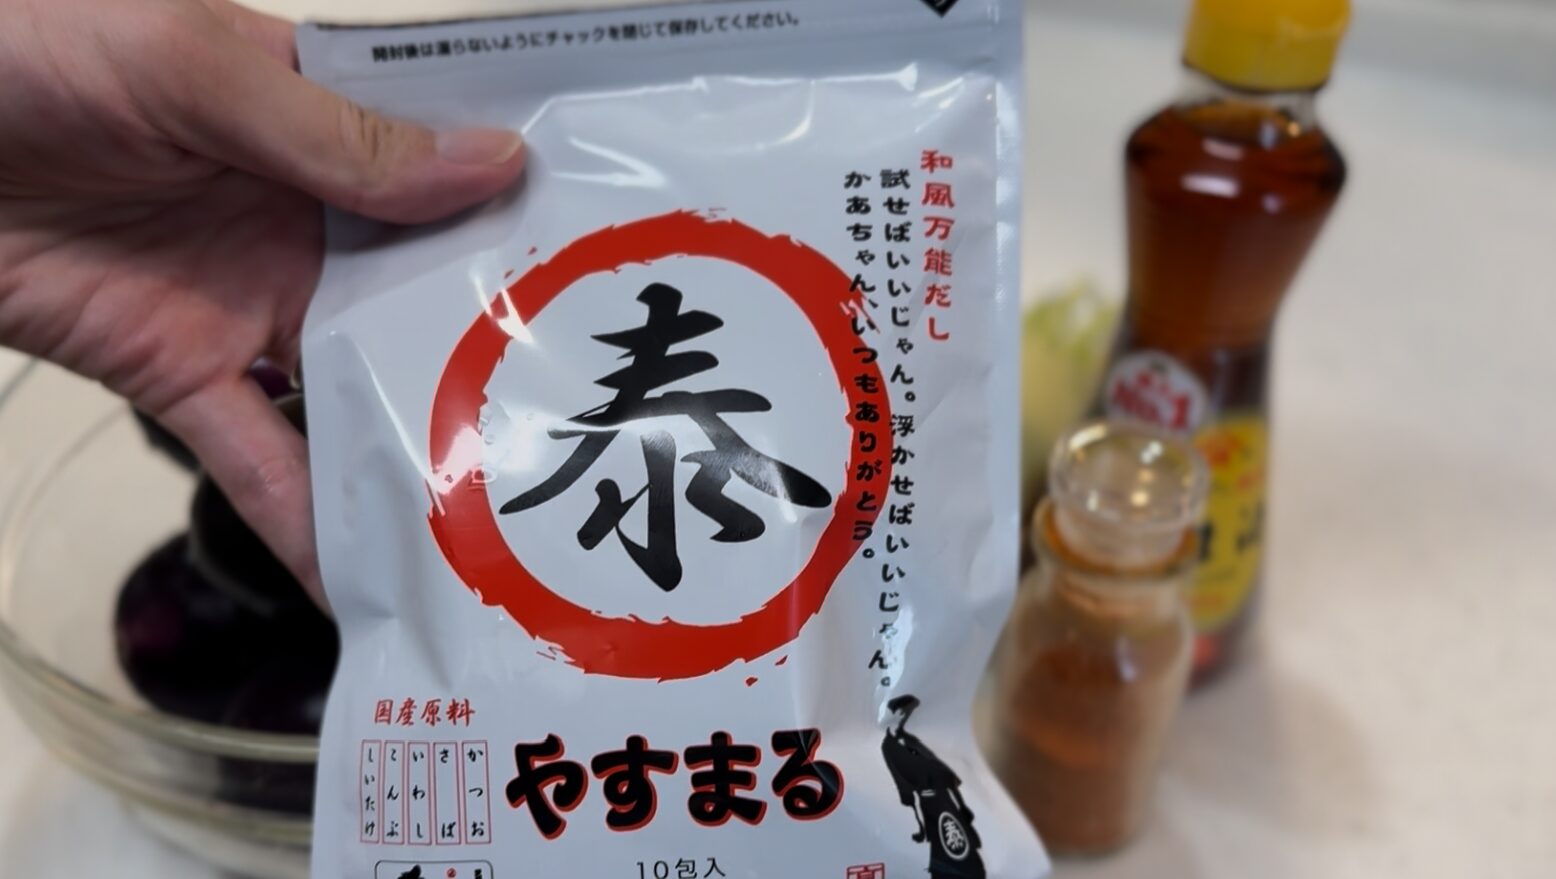 開封後は湿らないようにチャックを閉じて保存してください。
和風万能だし
試せばいいじゃん。浮かせばいいじゃん。
かあちゃん、いつもありがとう。
泰
国産原料
かつお
さば
いわし
こんぶ
しいたけ
やすまる
10包入
泰
No.1
油